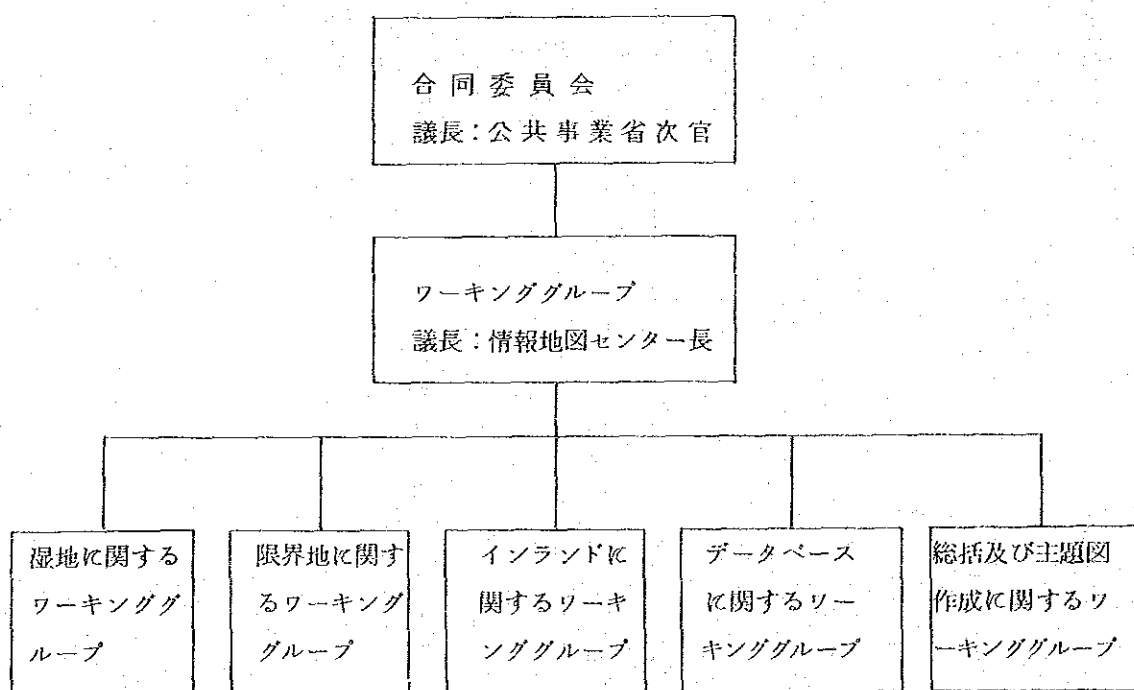 合同委員会
議長：公共事業省次官
ワーキンググループ
議長：情報地図センター長
湿地に関する
ワーキンググ
ループ
限界地に関す
るワーキング
グループ
インランドに
関するワーキ
ンググループ
データベース
に関するワー
キンググループ
総括及び主題図
作成に関するワ
ーキンググループ